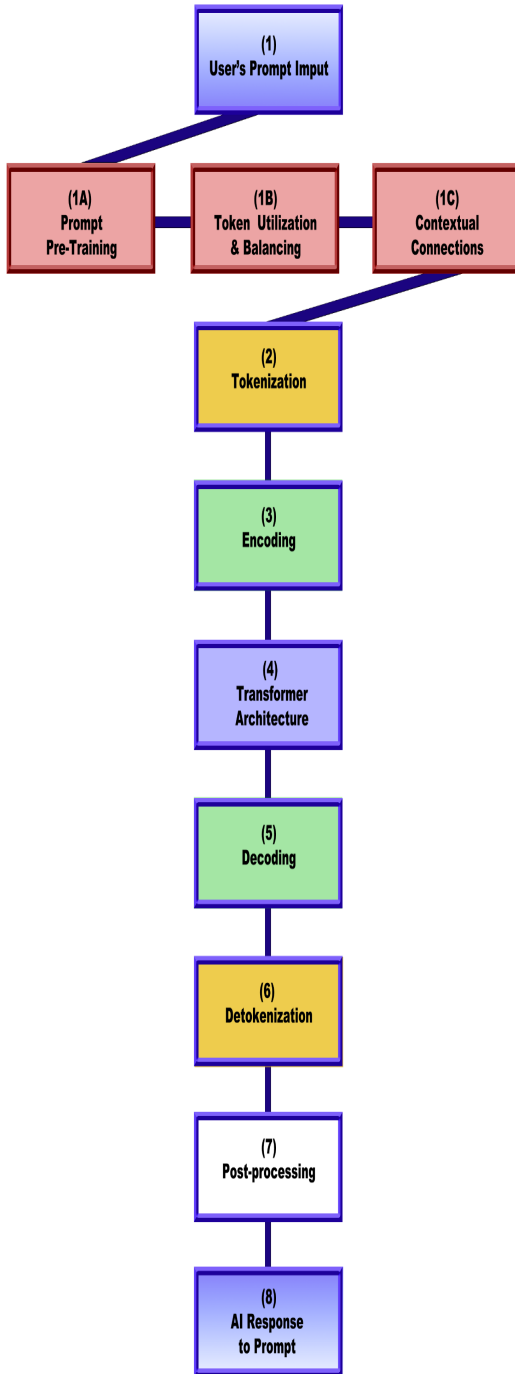 (1)
User's Prompt Imput
(1A)
Prompt
Pre-Training
(1B)
Token Utilization
& Balancing
(1C)
Contextual
Connections
(2)
Tokenization
(3)
Encoding
(4)
Transformer
Architecture
(5)
Decoding
(6)
Detokenization
(7)
Post-processing
(8)
AI Response
to Prompt